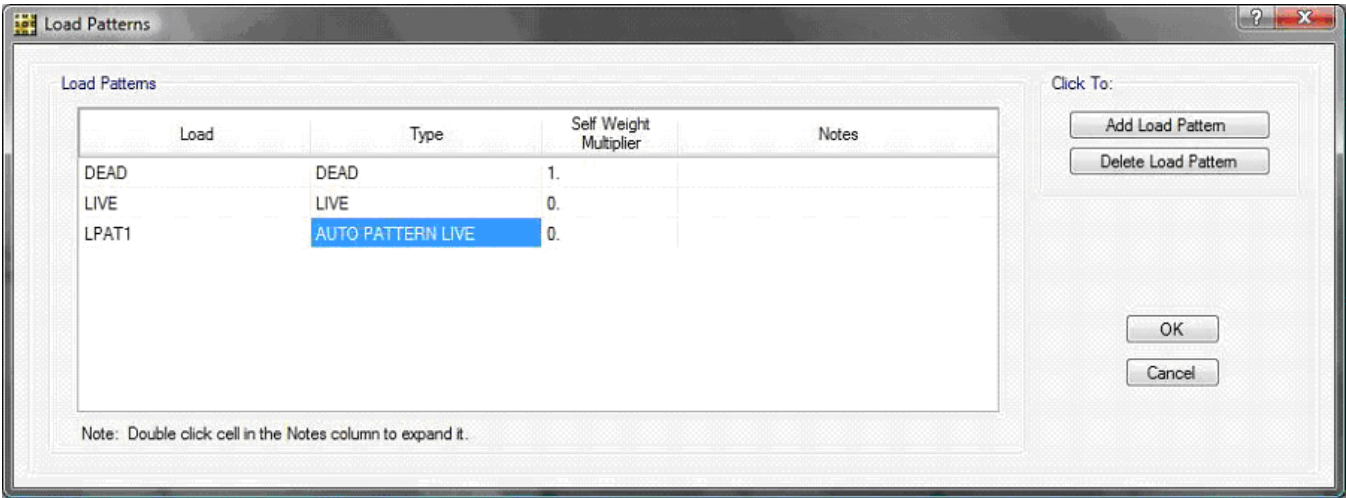 Load Patterns
?
X
Load Patterns
Click To:
Load
Type
Self Weight
Multiplier
Notes
Add Load Pattern
Delete Load Pattern
DEAD DEAD 1.
LIVE LIVE 0.
LPAT1 AUTO PATTERN LIVE 0.
OK
Cancel
Note: Double click cell in the Notes column to expand it.